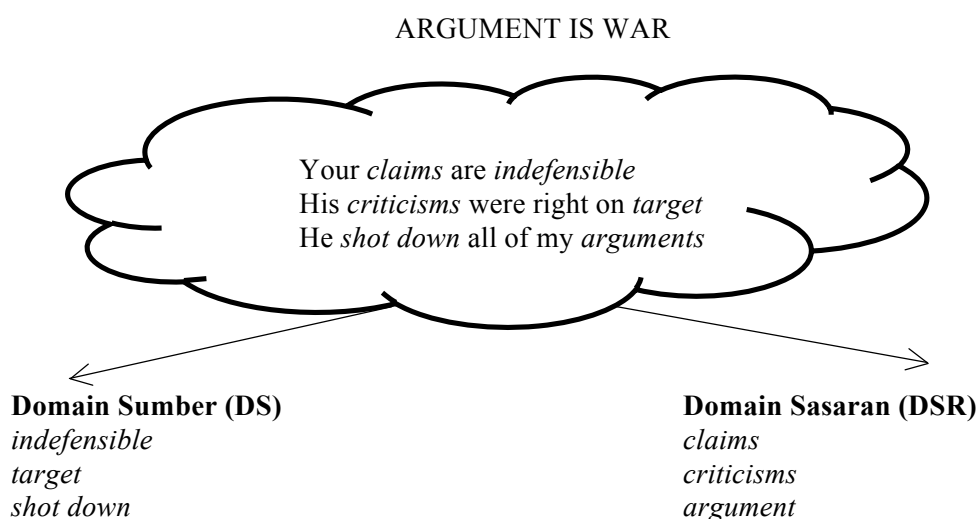 ARGUMENT IS WAR
Your claims are indefensible
His criticisms were right on target
He shot down all of my arguments
Domain Sumber (DS)
indefensible
target
shot down
Domain Sasaran (DSR)
claims
criticisms
argument